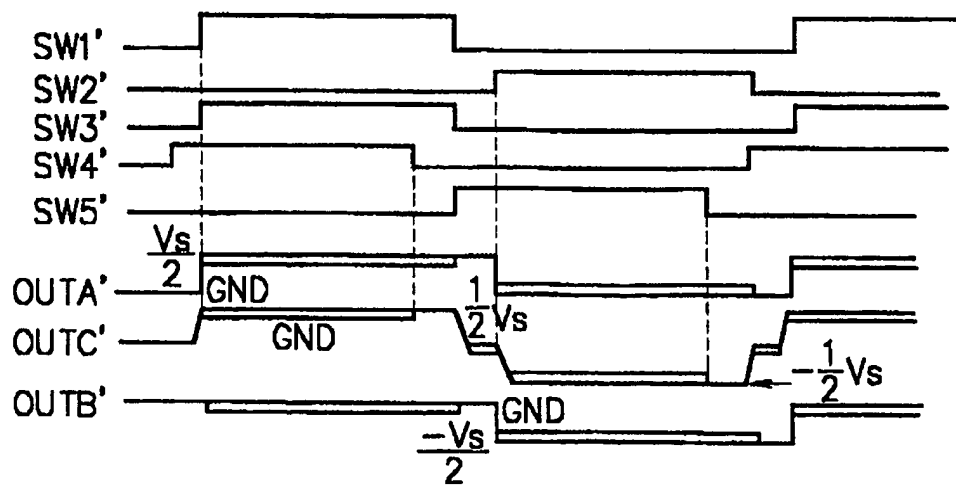 SW1'
SW2'
SW3'
SW4'
SW5'
Vs/2
OUTA'
GND
1/2 Vs
OUTC'
GND
-1/2 Vs
OUTB'
GND
-Vs/2